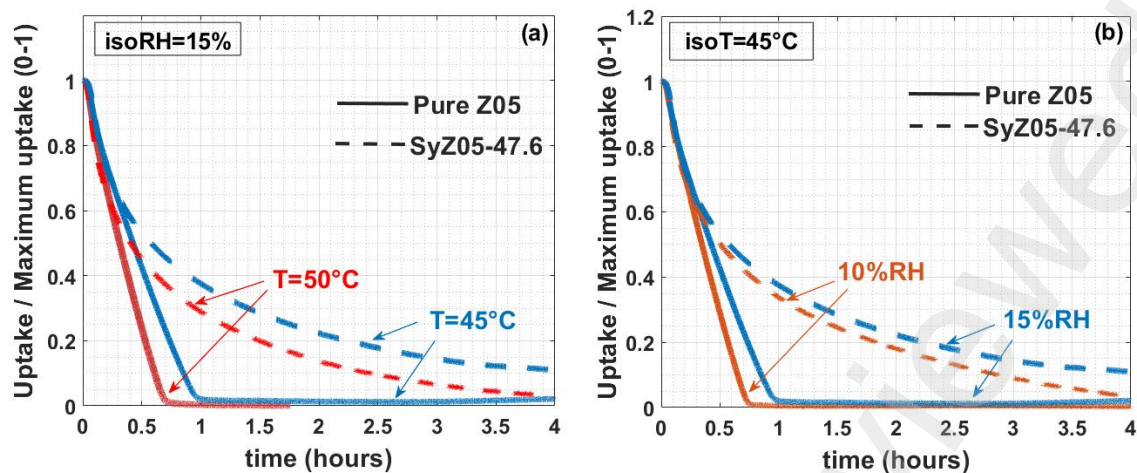 isoRH=15%
(a)
Pure Z05
SyZ05-47.6
T=50°C
T=45°C
Uptake / Maximum uptake (0-1)
1
0.8
0.6
0.4
0.2
0
0 0.5 1 1.5 2 2.5 3 3.5 4
time (hours)
isoT=45°C
(b)
Pure Z05
SyZ05-47.6
10%RH
15%RH
Uptake / Maximum uptake (0-1)
1.2
1
0.8
0.6
0.4
0.2
0
0 0.5 1 1.5 2 2.5 3 3.5 4
time (hours)